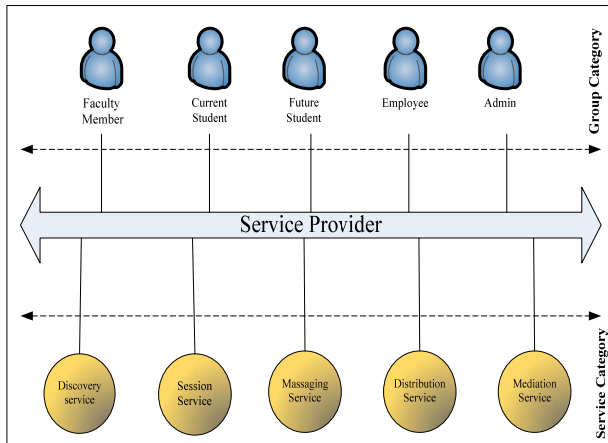 Faculty
Member
Current
Student
Future
Student
Employee
Admin
Group Category
Service Provider
Discovery
service
Session
Service
Massaging
Service
Distribution
Service
Mediation
Service
Service Category